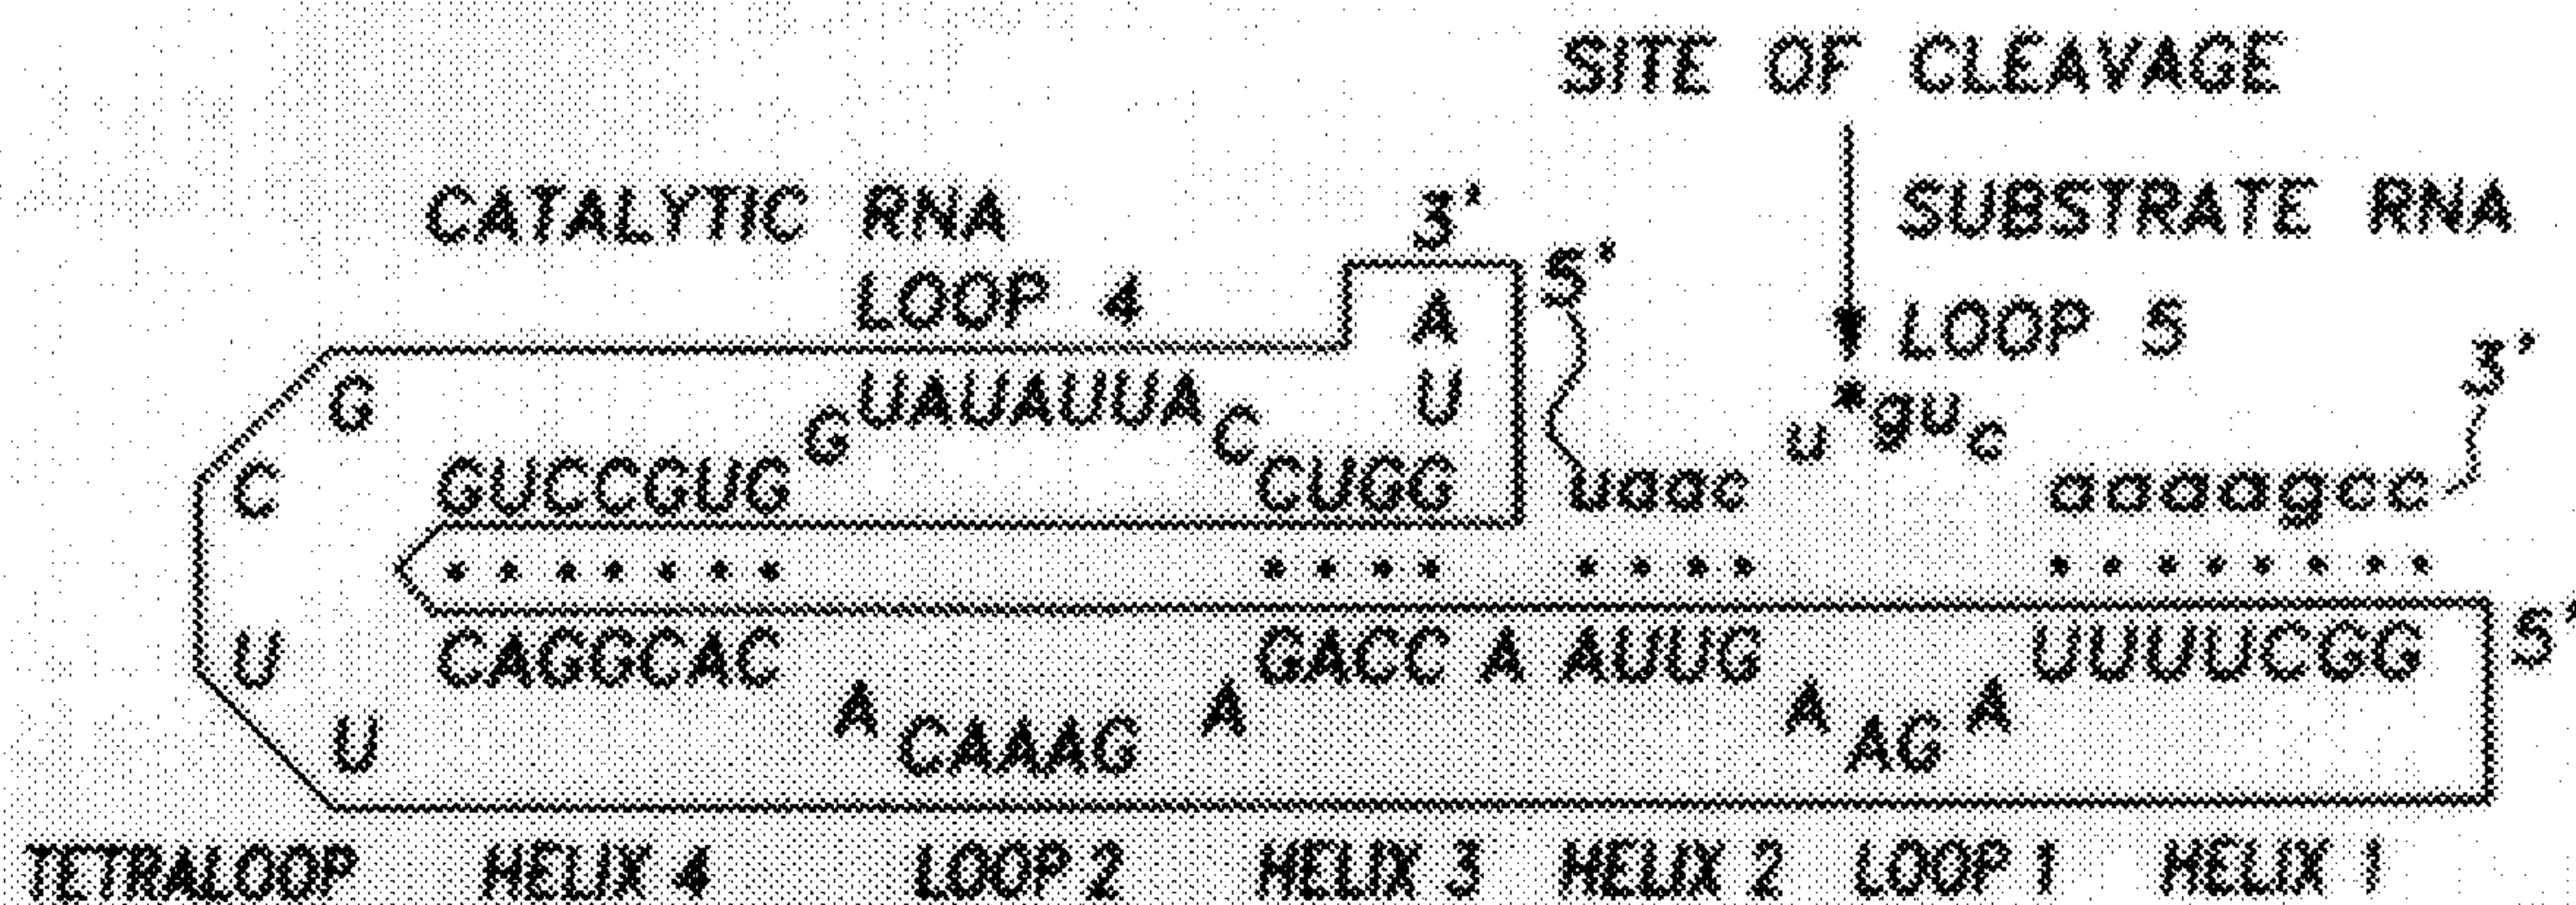 SITE OF CLEAVAGE
CATALYTIC RNA
3'
SUBSTRATE RNA
5'
LOOP 4
A
LOOP 5
3'
G
UAUAUUA
U
*
G
C
u
gu
c
C
GUCCGUG
CUGG
uaac
aaaagcc
• • • • • • •
• • • •
• • • •
• • • • • • • •
U
CAGGCAC
GACC A AUUG
UUUUCGG
5'
A
A
A
A
U
CAAAG
AG
TETRALOOP HELIX 4 LOOP 2 HELIX 3 HELIX 2 LOOP 1 HELIX 1